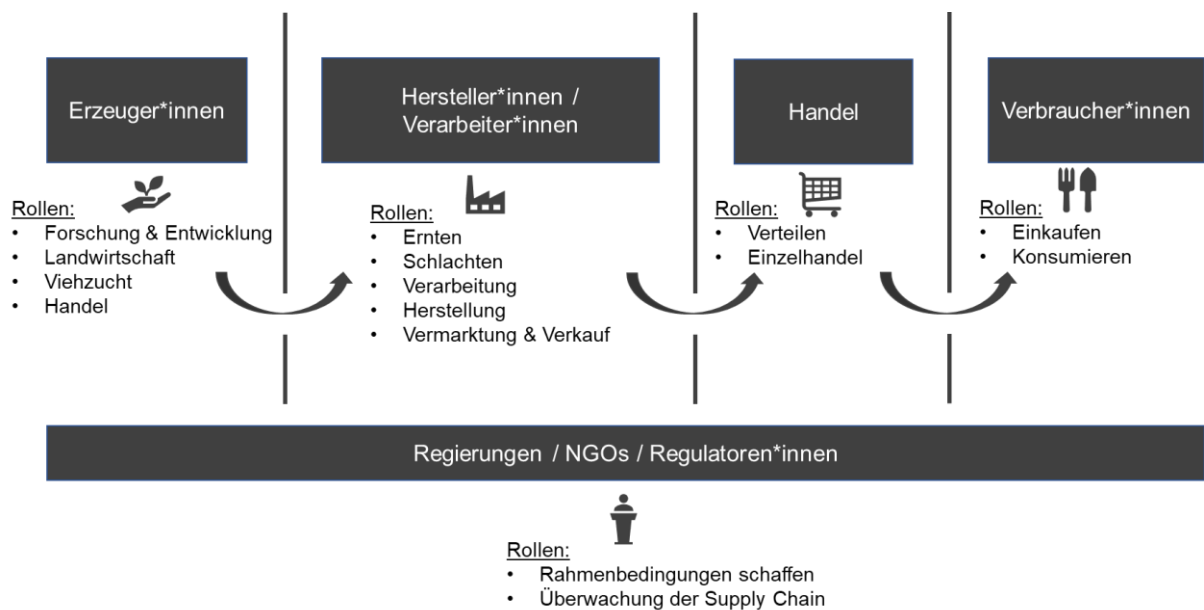 Erzeuger*innen
Rollen:
• Forschung & Entwicklung
• Landwirtschaft
• Viehzucht
• Handel
Hersteller*innen /
Verarbeiter*innen
Rollen:
• Ernten
• Schlachten
• Verarbeitung
• Herstellung
• Vermarktung & Verkauf
Handel
Rollen:
• Verteilen
• Einzelhandel
Verbraucher*innen
Rollen:
• Einkaufen
• Konsumieren
Regierungen / NGOs / Regulatoren*innen
Rollen:
• Rahmenbedingungen schaffen
• Überwachung der Supply Chain